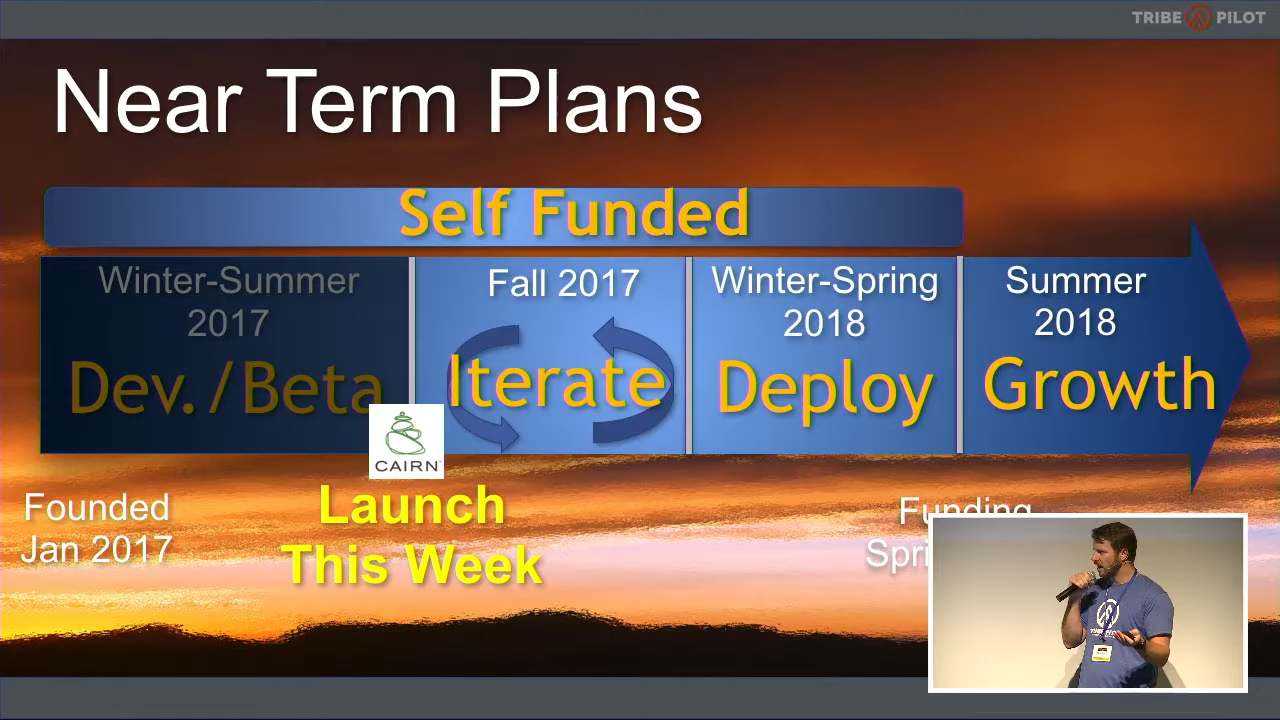 TRIBE PILOT
Near Term Plans
Self Funded
Winter-Summer
2017
Dev./Beta
Fall 2017
Iterate
Winter-Spring
2018
Deploy
Summer
2018
Growth
CAIRN
Founded
Jan 2017
Launch
This Week
Funding